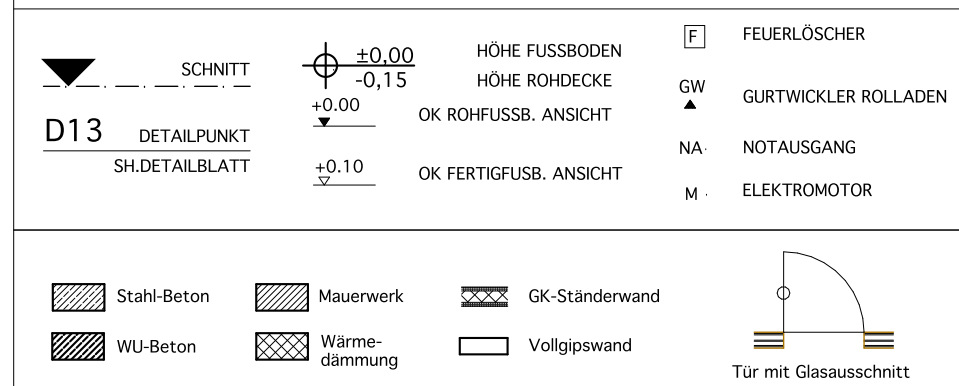 SCHNITT
D13 DETAILPUNKT
SH.DETAILBLATT
±0,00 HÖHE FUSSBODEN
-0,15 HÖHE ROHDECKE
+0.00 OK ROHFUSSB. ANSICHT
+0.10 OK FERTIGFUSB. ANSICHT
F FEUERLÖSCHER
GW GURTWICKLER ROLLADEN
NA NOTAUSGANG
M ELEKTROMOTOR
Stahl-Beton
Mauerwerk
GK-Ständerwand
WU-Beton
Wärme-
dämmung
Vollgipswand
Tür mit Glasausschnitt